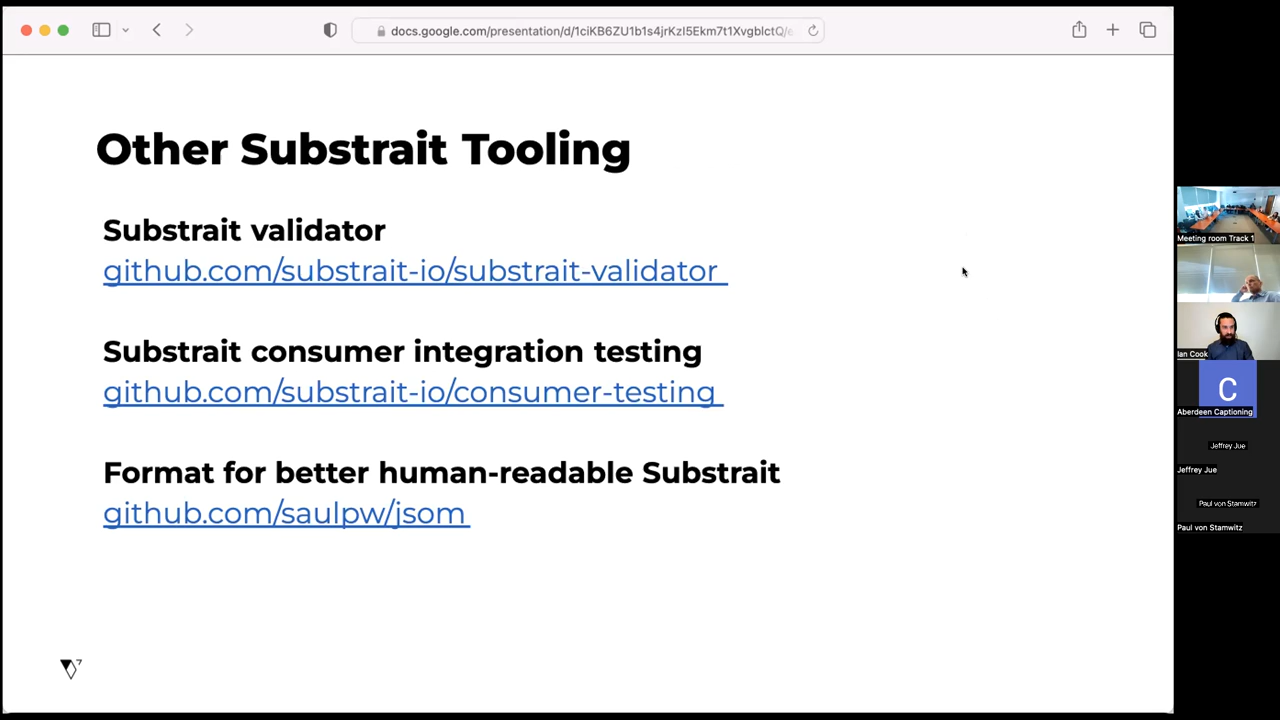 docs.google.com/presentation/d/1ciKB6ZU1b1s4jrKzI5Ekm7t1XvgblctQ/e
Other Substrait Tooling
Substrait validator
github.com/substrait-io/substrait-validator
Substrait consumer integration testing
github.com/substrait-io/consumer-testing
Format for better human-readable Substrait
github.com/saulpw/jsom
7
Meeting room Track 1
Ian Cook
C
Aberdeen Captioning
Jeffrey Jue
Jeffrey Jue
Paul von Stamwitz
Paul von Stamwitz